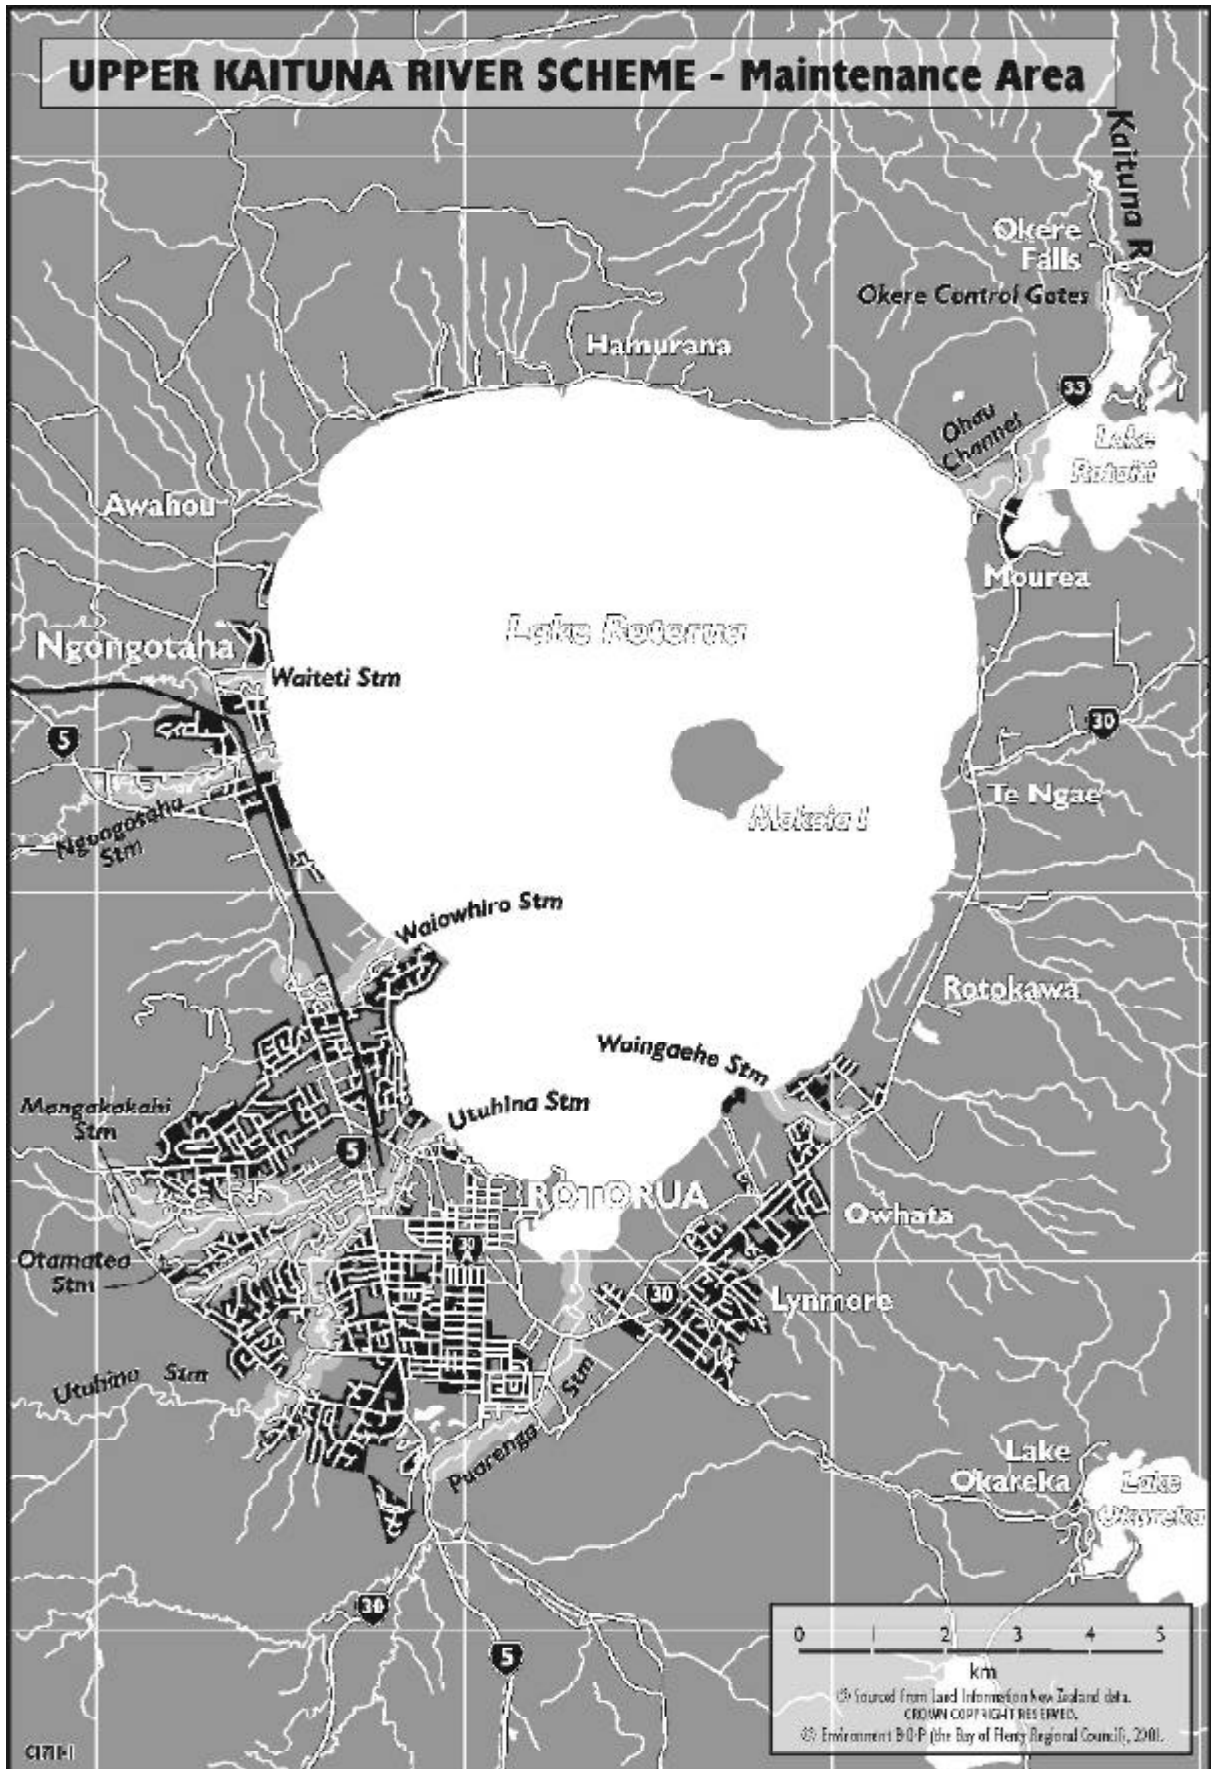 UPPER KAITUNA RIVER SCHEME - Maintenance Area
Kaituna R
Okere
Falls
Okere Control Gates
Hamurana
33
Ohau
Channel
Lake
Rotoiti
Awahou
Mourea
Lake Rotorua
Ngongotaha
Waiteti Stm
5
30
Mokoia I
Te Ngae
Ngongotaha
Stm
Waiowhiro Stm
Rotokawa
Waingaehe Stm
Mangakakahi
Stm
Utuhina Stm
5
ROTORUA
Owhata
30
A
Otamatea
Stm
30
Lynmore
Utuhina Stm
Puarenga Stm
Lake
Okareka
Lake
Okareka
30
5
0 1 2 3 4 5
km
© Sourced from Land Information New Zealand data.
CROWN COPYRIGHT RESERVED.
© Environment B·O·P (the Bay of Plenty Regional Council), 2001.